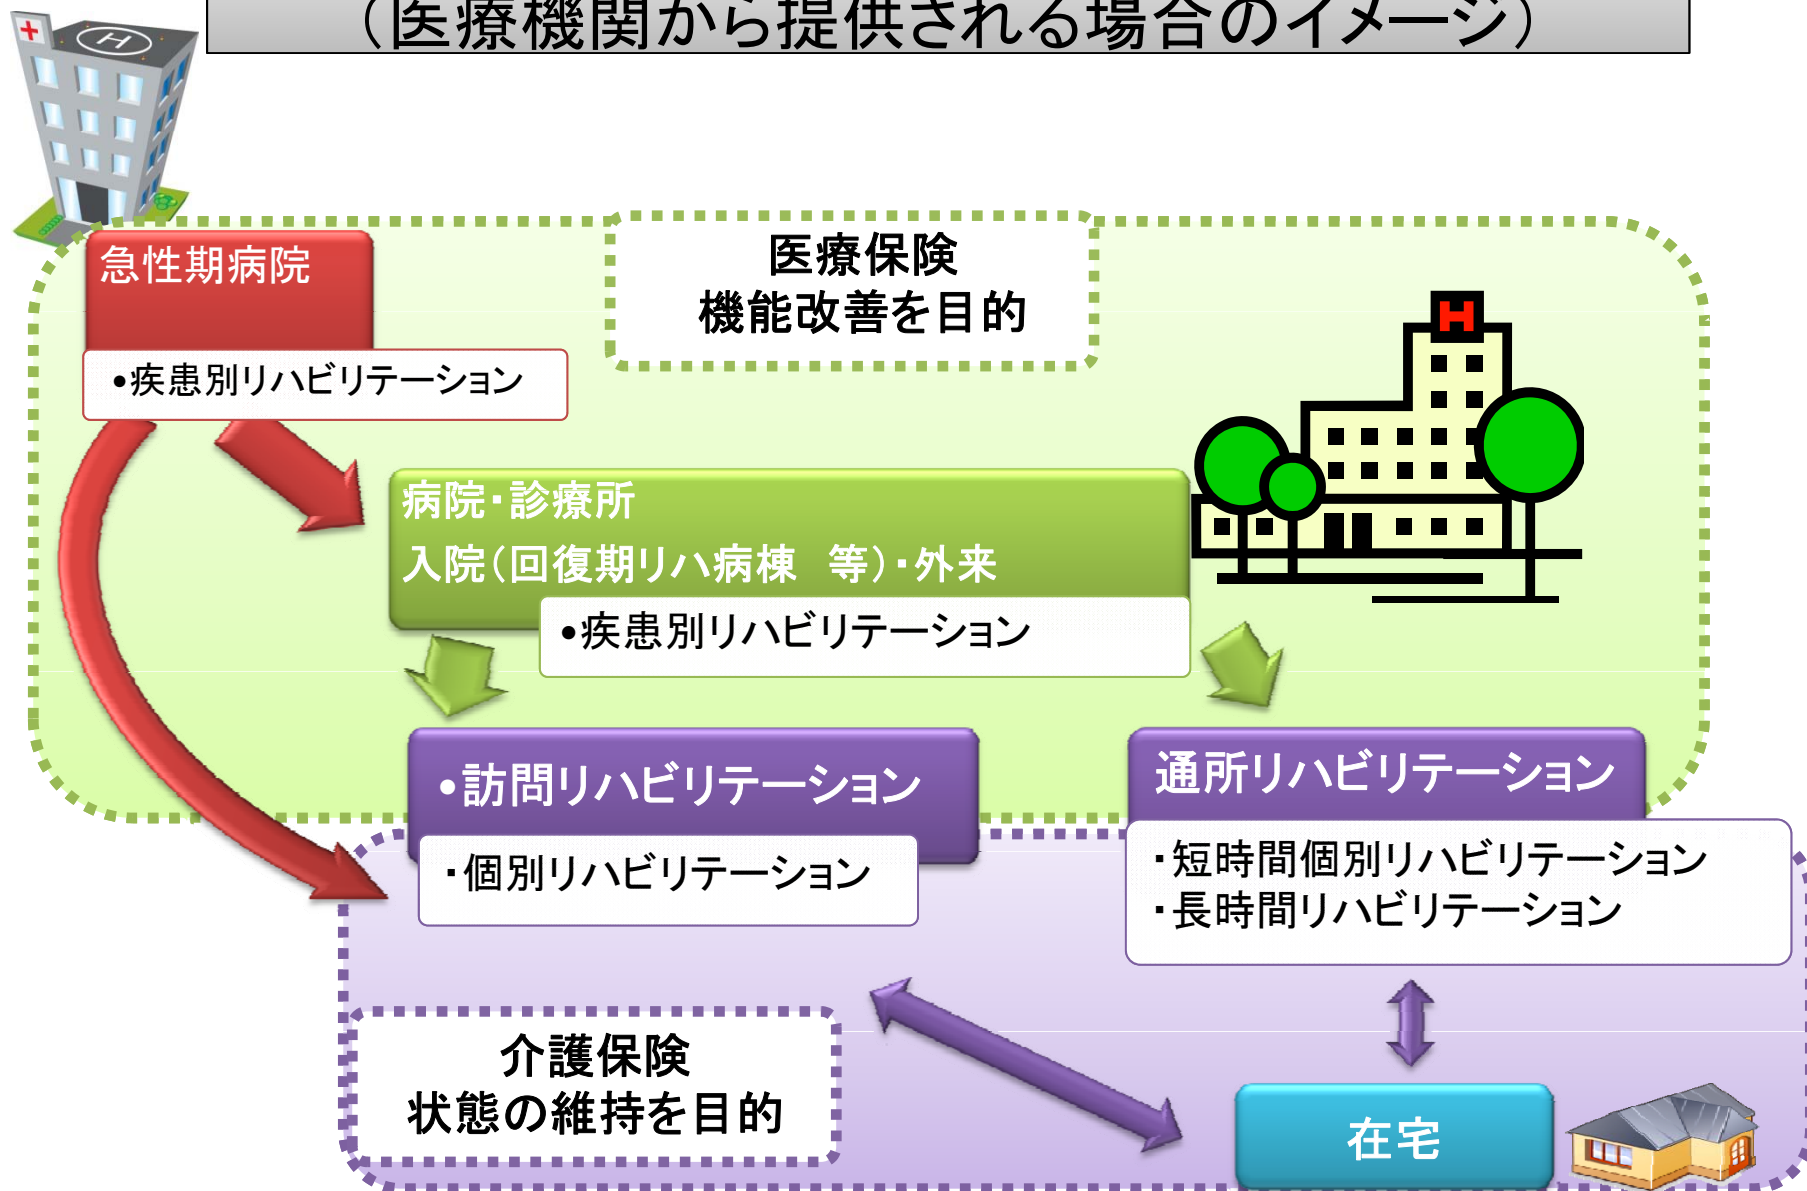 （医療機関から提供される場合のイメージ）
H
急性期病院
•疾患別リハビリテーション
医療保険
機能改善を目的
H
病院・診療所
入院（回復期リハ病棟　等）・外来
•疾患別リハビリテーション
•訪問リハビリテーション
・個別リハビリテーション
通所リハビリテーション
・短時間個別リハビリテーション
・長時間リハビリテーション
介護保険
状態の維持を目的
在宅